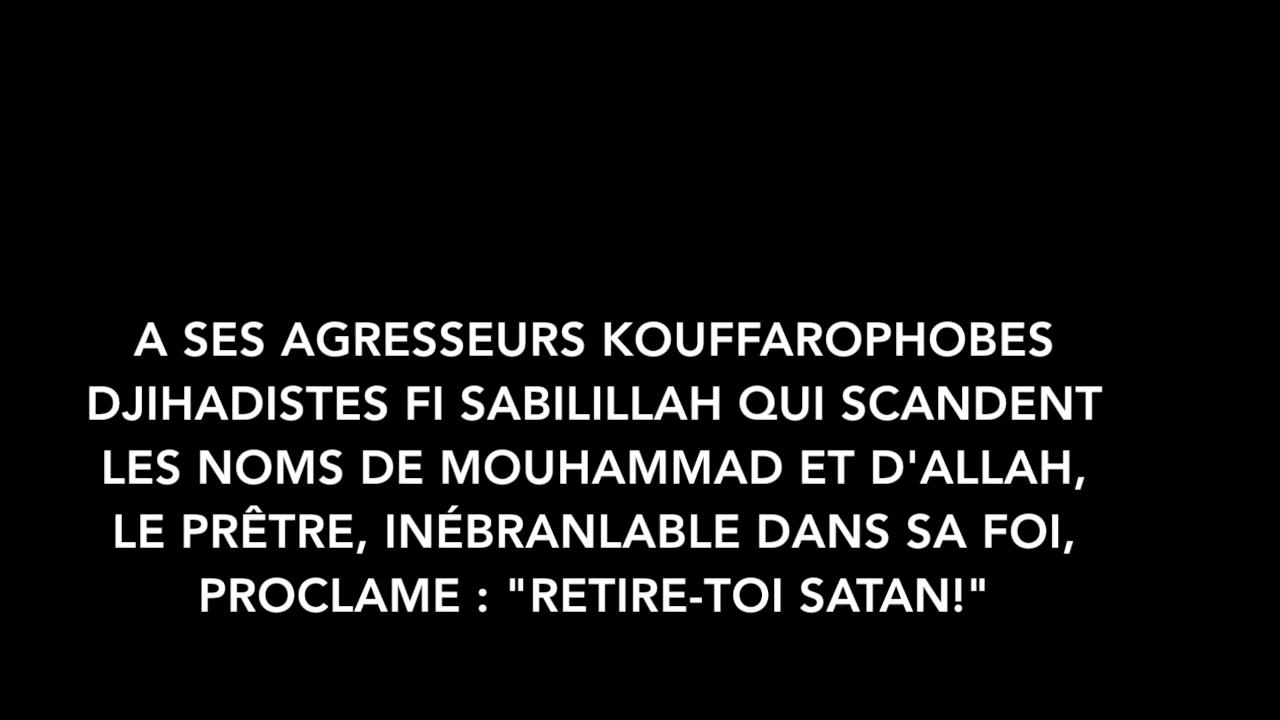 A SES AGRESSEURS KOUFFAROPHOBES
DJIHADISTES FI SABILILLAH QUI SCANDENT
LES NOMS DE MOUHAMMAD ET D'ALLAH,
LE PRÊTRE, INÉBRANLABLE DANS SA FOI,
PROCLAME : "RETIRE-TOI SATAN!"